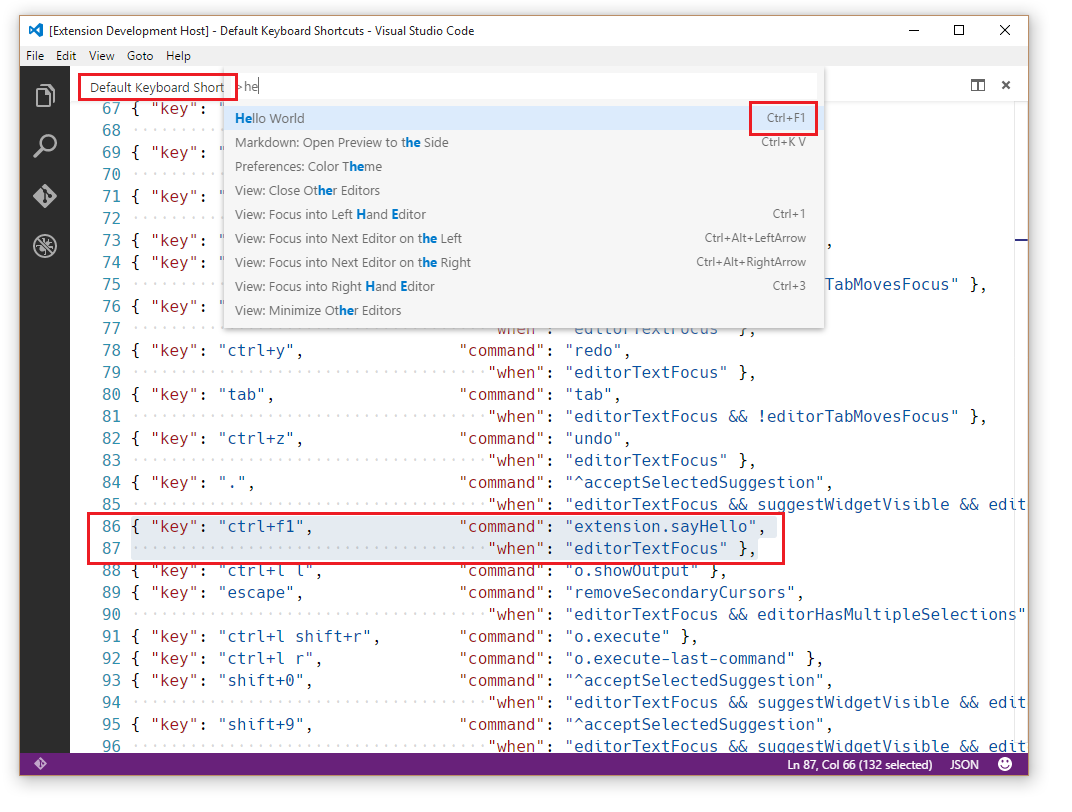 [Extension Development Host] - Default Keyboard Shortcuts - Visual Studio Code
File Edit View Goto Help
Default Keyboard Short >he
Hello World Ctrl+F1
Markdown: Open Preview to the Side Ctrl+K V
Preferences: Color Theme
View: Close Other Editors
View: Focus into Left Hand Editor Ctrl+1
View: Focus into Next Editor on the Left Ctrl+Alt+LeftArrow
View: Focus into Next Editor on the Right Ctrl+Alt+RightArrow
View: Focus into Right Hand Editor Ctrl+3
View: Minimize Other Editors
67 { "key": "
68
69 { "key": "
70
71 { "key": "
72
73 { "key": " ,
74 { "key": "
75 TabMovesFocus" },
76 { "key": "
77 "when": "editorTextFocus" },
78 { "key": "ctrl+y", "command": "redo",
79 "when": "editorTextFocus" },
80 { "key": "tab", "command": "tab",
81 "when": "editorTextFocus && !editorTabMovesFocus" },
82 { "key": "ctrl+z", "command": "undo",
83 "when": "editorTextFocus" },
84 { "key": ".", "command": "^acceptSelectedSuggestion",
85 "when": "editorTextFocus && suggestWidgetVisible && edit
86 { "key": "ctrl+f1", "command": "extension.sayHello",
87 "when": "editorTextFocus" },
88 { "key": "ctrl+l l", "command": "o.showOutput" },
89 { "key": "escape", "command": "removeSecondaryCursors",
90 "when": "editorTextFocus && editorHasMultipleSelections"
91 { "key": "ctrl+l shift+r", "command": "o.execute" },
92 { "key": "ctrl+l r", "command": "o.execute-last-command" },
93 { "key": "shift+0", "command": "^acceptSelectedSuggestion",
94 "when": "editorTextFocus && suggestWidgetVisible && edit
95 { "key": "shift+9", "command": "^acceptSelectedSuggestion",
96 "when": "editorTextFocus && suggestWidgetVisible && edit
Ln 87, Col 66 (132 selected) JSON